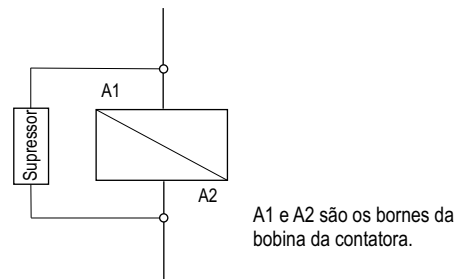 A1
Supressor
A2
A1 e A2 são os bornes da
bobina da contatora.